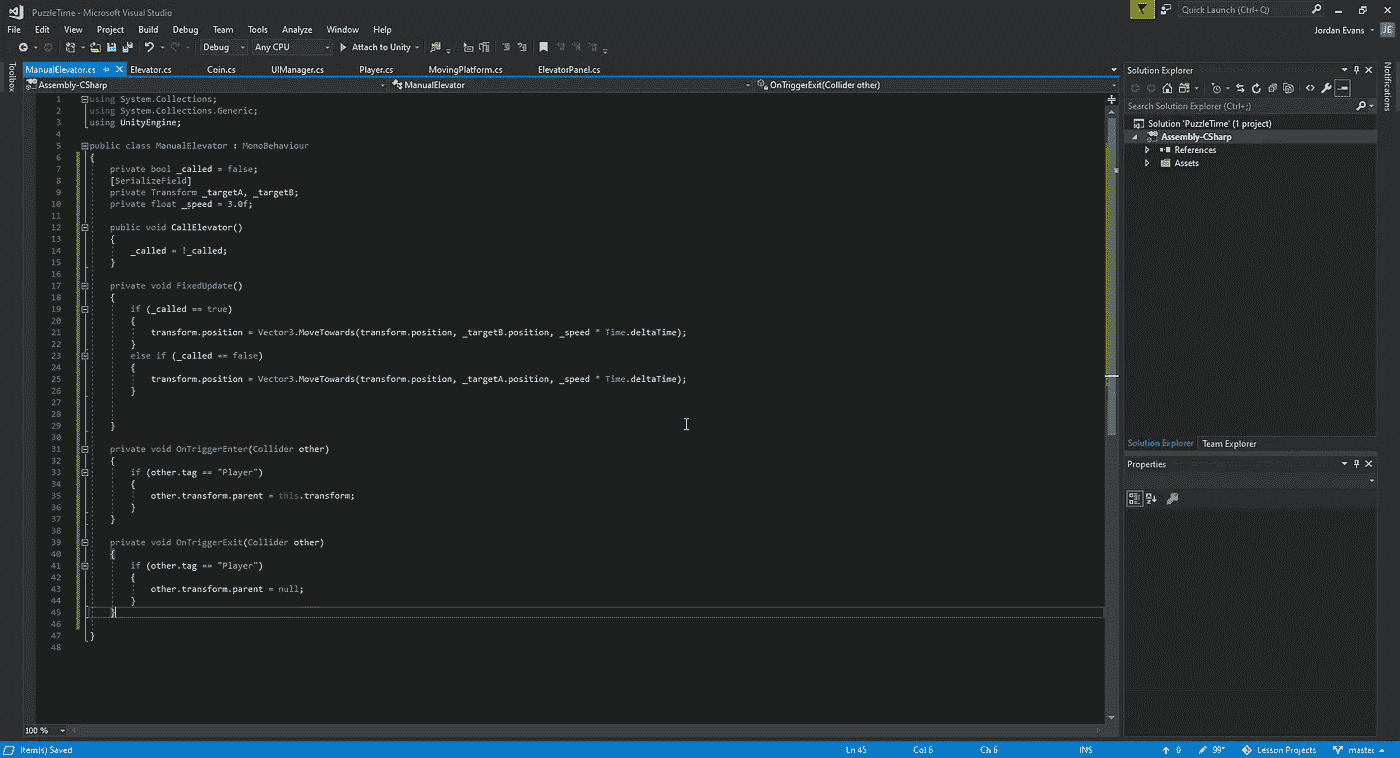 PuzzleTime - Microsoft Visual Studio
Quick Launch (Ctrl+Q)
File Edit View Project Build Debug Team Tools Analyze Window Help
Jordan Evans JE
Debug Any CPU Attach to Unity
Toolbox
ManualElevator.cs Elevator.cs Coin.cs UIManager.cs Player.cs MovingPlatform.cs ElevatorPanel.cs
Assembly-CSharp ManualElevator OnTriggerExit(Collider other)
1 using System.Collections;
2 using System.Collections.Generic;
3 using UnityEngine;
4
5 public class ManualElevator : MonoBehaviour
6 {
7 private bool _called = false;
8 [SerializeField]
9 private Transform _targetA, _targetB;
10 private float _speed = 3.0f;
11
12 public void CallElevator()
13 {
14 _called = !_called;
15 }
16
17 private void FixedUpdate()
18 {
19 if (_called == true)
20 {
21 transform.position = Vector3.MoveTowards(transform.position, _targetB.position, _speed * Time.deltaTime);
22 }
23 else if (_called == false)
24 {
25 transform.position = Vector3.MoveTowards(transform.position, _targetA.position, _speed * Time.deltaTime);
26 }
27
28
29 }
30
31 private void OnTriggerEnter(Collider other)
32 {
33 if (other.tag == "Player")
34 {
35 other.transform.parent = this.transform;
36 }
37 }
38
39 private void OnTriggerExit(Collider other)
40 {
41 if (other.tag == "Player")
42 {
43 other.transform.parent = null;
44 }
45 }
46
47 }
48
100 %
Solution Explorer
Search Solution Explorer (Ctrl+;)
Solution 'PuzzleTime' (1 project)
Assembly-CSharp
References
Assets
Solution Explorer Team Explorer
Properties
Notifications
Item(s) Saved Ln 45 Col 6 Ch 6 INS 0 99+ Lesson Projects master